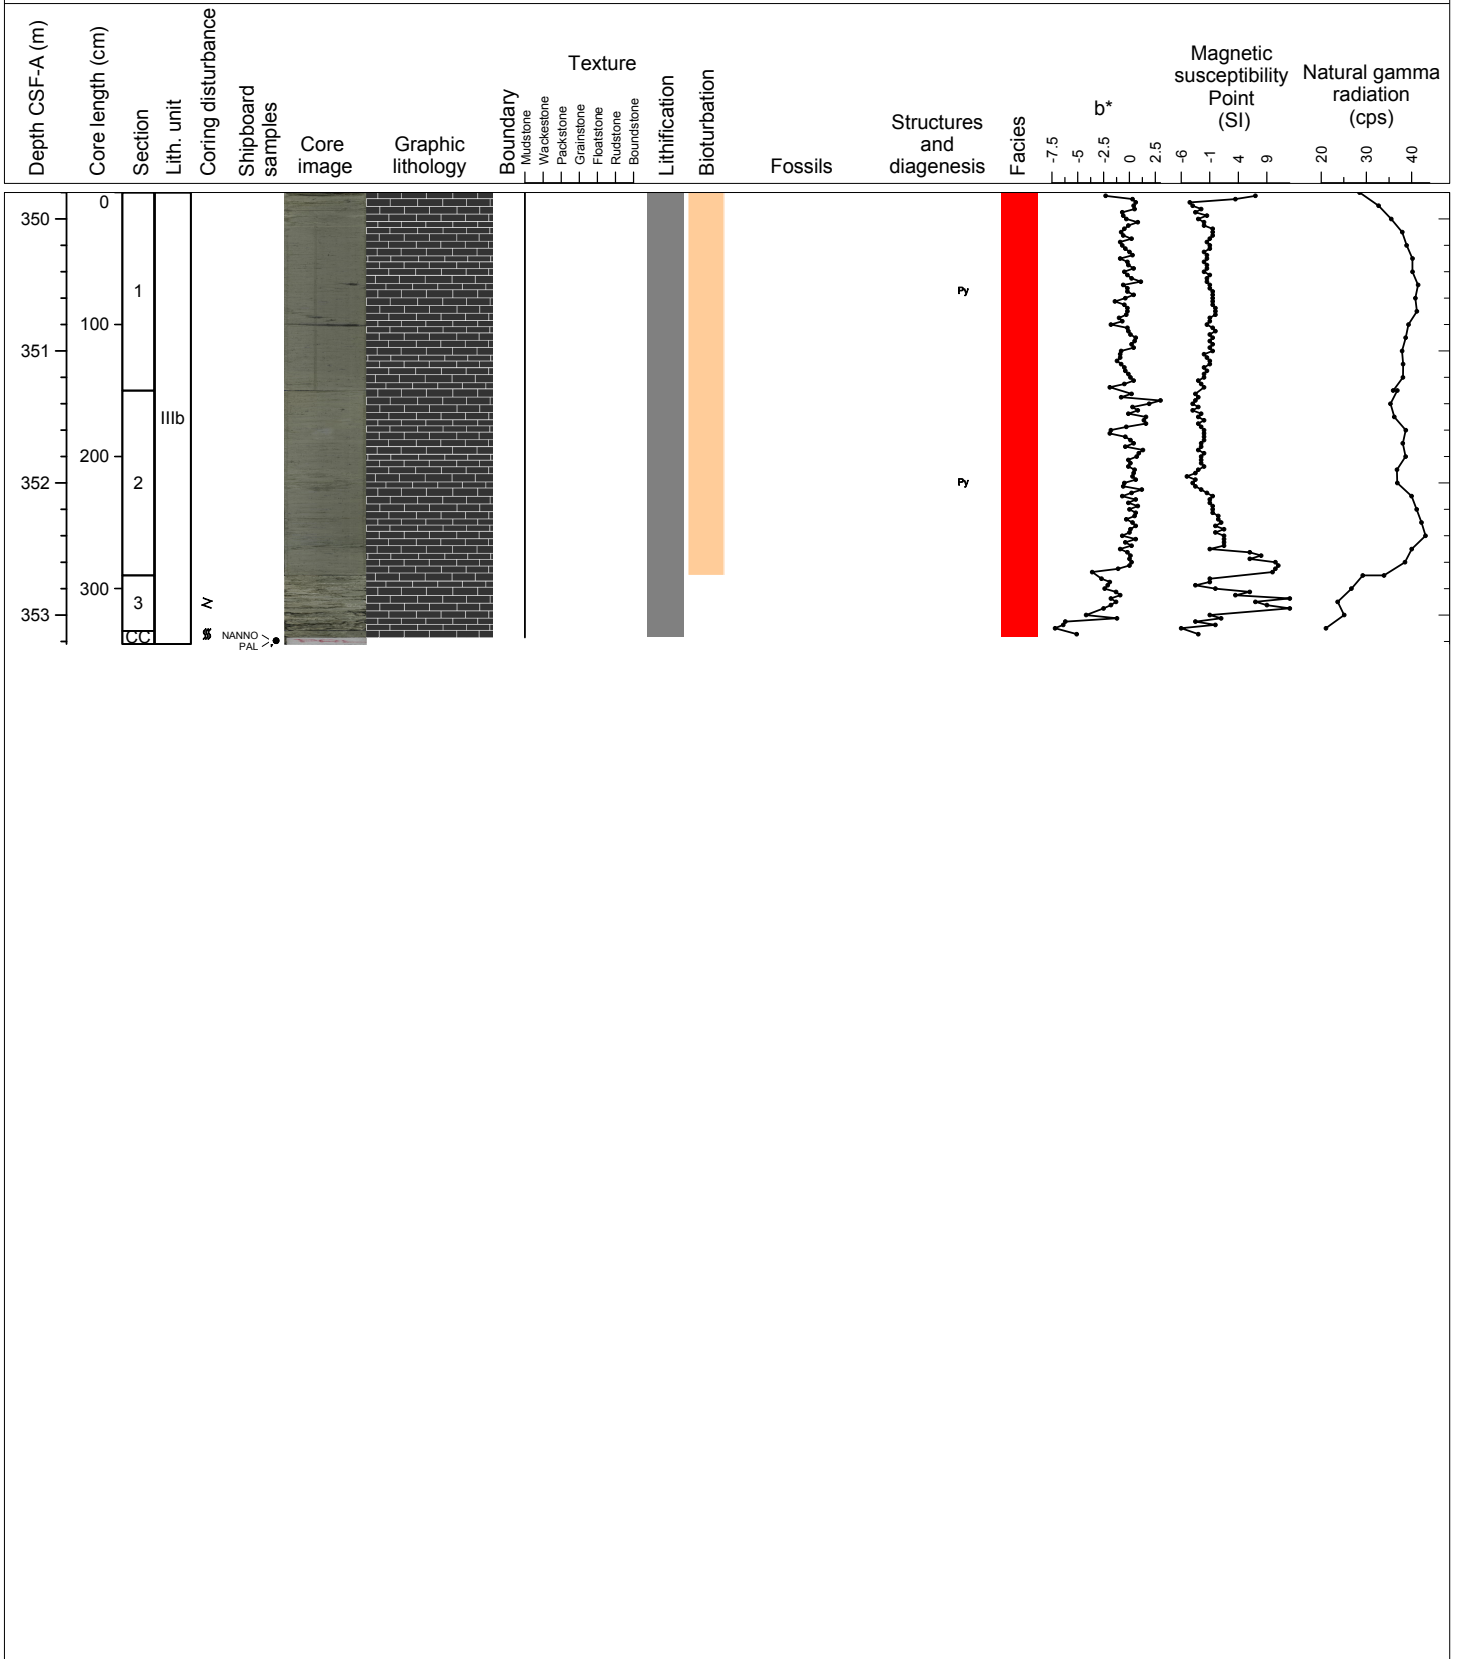 Depth CSF-A (m)
Core length (cm)
Section
Lith. unit
Coring disturbance
Shipboard
samples
Core
image
Graphic
lithology
Boundary
Texture
Mudstone
Wackestone
Packstone
Grainstone
Floatstone
Rudstone
Boundstone
Lithification
Bioturbation
Fossils
Structures
and
diagenesis
Facies
b*
-7.5
-5
-2.5
0
2.5
Magnetic
susceptibility
Point
(SI)
-6
-1
4
9
Natural gamma
radiation
(cps)
20
30
40
0
350
1
Py
100
351
IIIb
200
352
2
Py
300
3
353
CC
NANNO
PAL